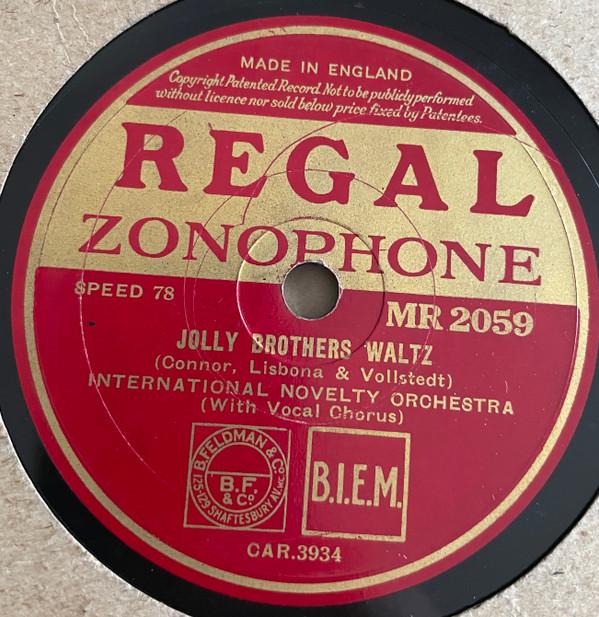 MADE IN ENGLAND
Copyright Patented Record. Not to be publicly performed
without licence nor sold below price fixed by Patentees.
REGAL
ZONOPHONE
SPEED 78
MR 2059
JOLLY BROTHERS WALTZ
(Connor, Lisbona & Vollstedt)
INTERNATIONAL NOVELTY ORCHESTRA
(With Vocal Chorus)
B. FELDMAN & Co
B.F.
& Co
125-129 SHAFTESBURY AV.
B.I.E.M.
CAR.3934